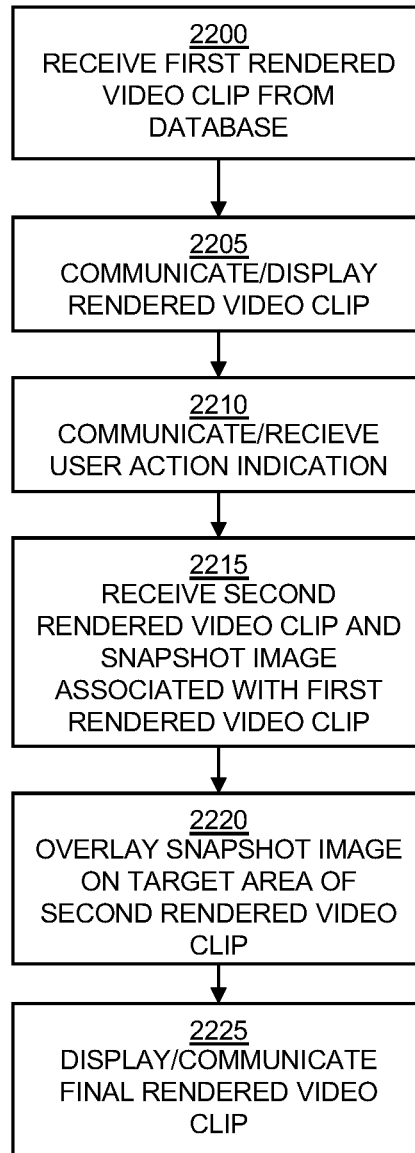 2200
RECEIVE FIRST RENDERED
VIDEO CLIP FROM
DATABASE
2205
COMMUNICATE/DISPLAY
RENDERED VIDEO CLIP
2210
COMMUNICATE/RECIEVE
USER ACTION INDICATION
2215
RECEIVE SECOND
RENDERED VIDEO CLIP AND
SNAPSHOT IMAGE
ASSOCIATED WITH FIRST
RENDERED VIDEO CLIP
2220
OVERLAY SNAPSHOT IMAGE
ON TARGET AREA OF
SECOND RENDERED VIDEO
CLIP
2225
DISPLAY/COMMUNICATE
FINAL RENDERED VIDEO
CLIP